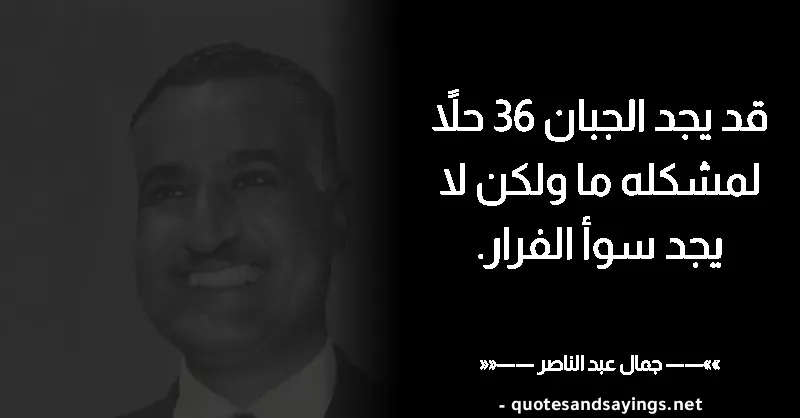 قد يجد الجبان 36 حلًا
لمشكله ما ولكن لا
يجد سوأ الفرار.
»»—— جمال عبد الناصر ——««
- quotesandsayings.net